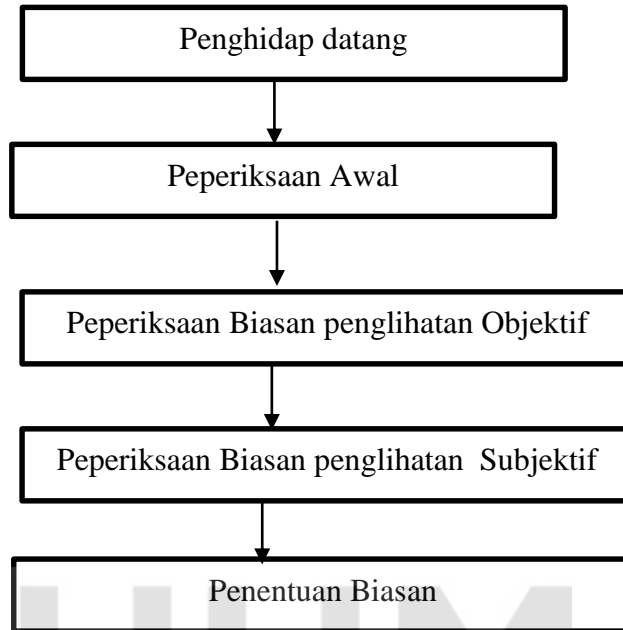 Penghidap datang
Peperiksaan Awal
Peperiksaan Biasan penglihatan Objektif
Peperiksaan Biasan penglihatan Subjektif
Penentuan Biasan